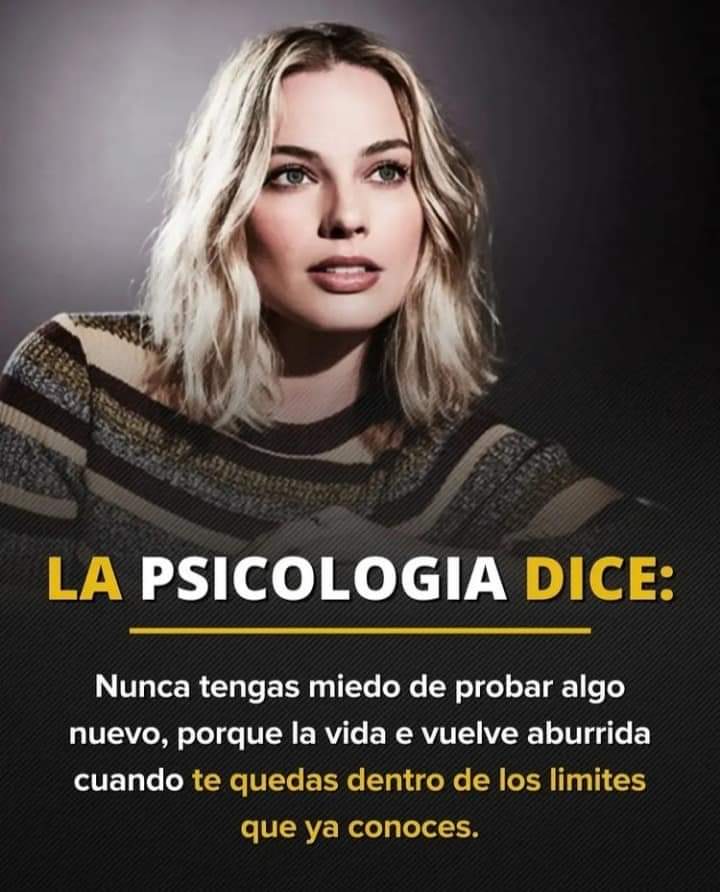 LA PSICOLOGIA DICE:
Nunca tengas miedo de probar algo
nuevo, porque la vida e vuelve aburrida
cuando te quedas dentro de los limites
que ya conoces.